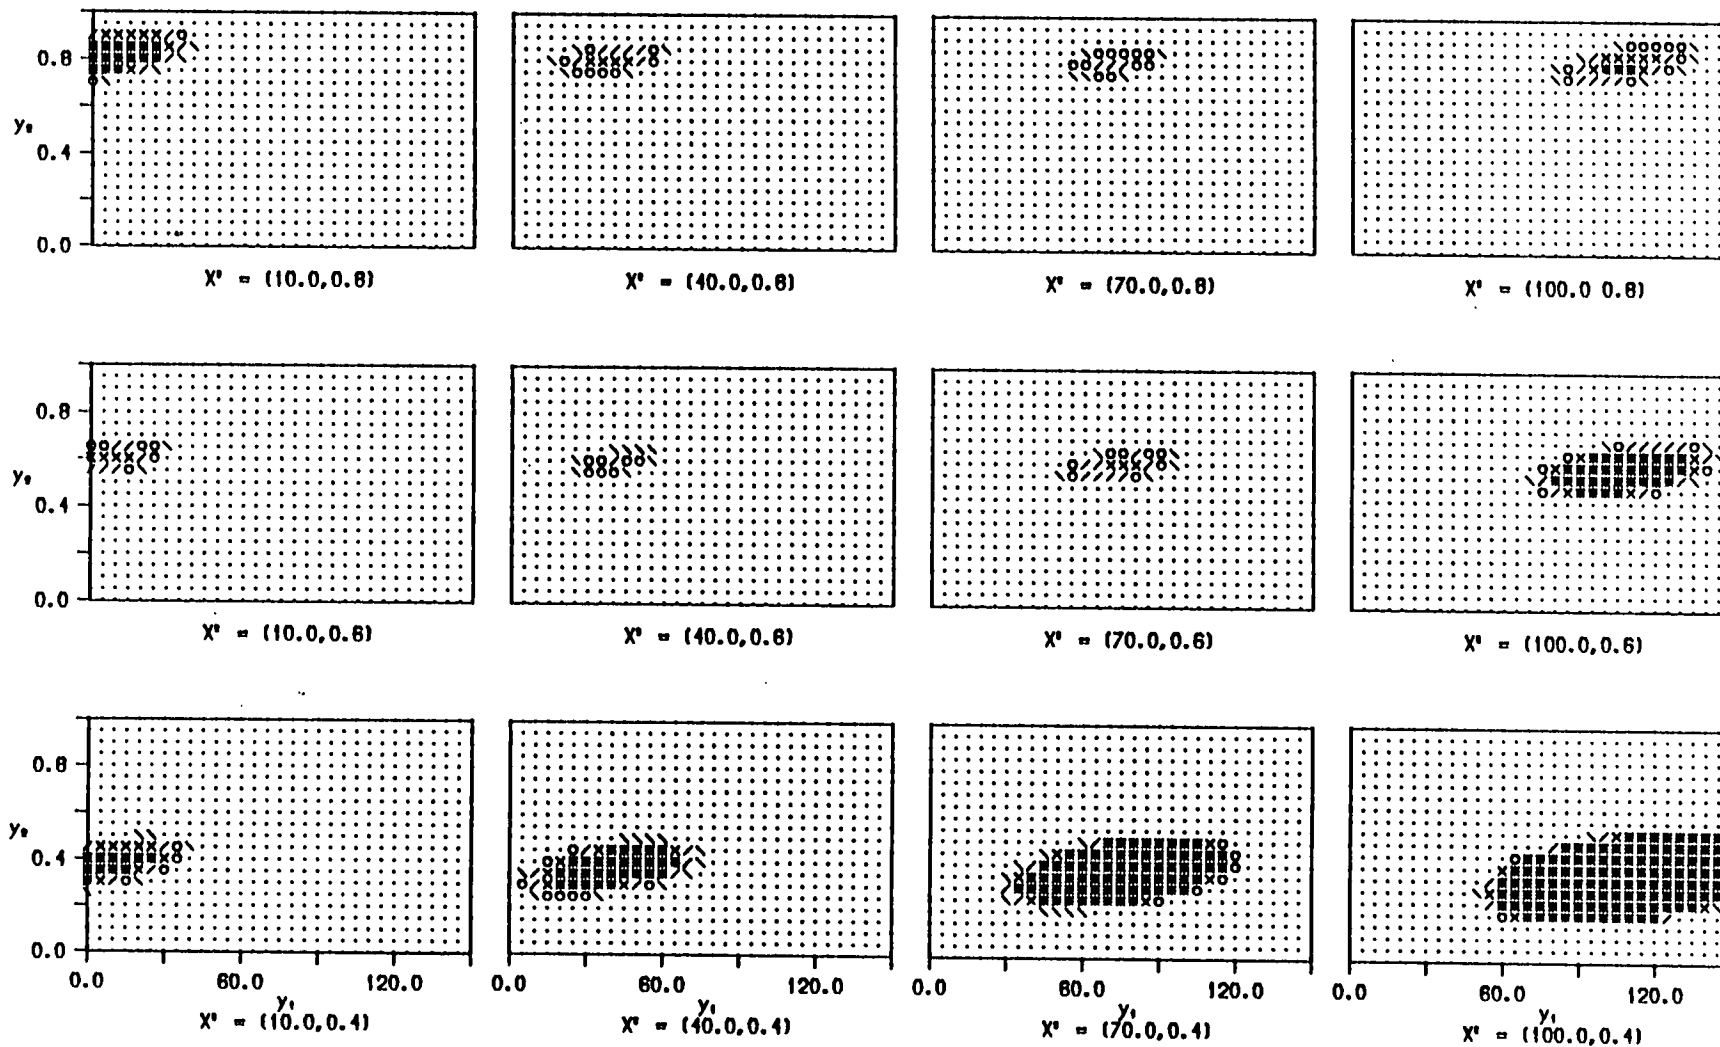 0.8
y₂
0.4
0.0
X° = (10.0,0.8)
X° = (40.0,0.8)
X° = (70.0,0.8)
X° = (100.0 0.8)
0.8
y₂
0.0
X° = (10.0,0.6)
X° = (40.0,0.6)
X° = (70.0,0.6)
X° = (100.0,0.6)
0.8
y₂
0.4
0.0
0.0 60.0 120.0
y₁
X° = (10.0,0.4)
0.0 60.0 120.0
y₁
X° = (40.0,0.4)
0.0 60.0 120.0
y₁
X° = (70.0,0.4)
0.0 60.0 120.0
y₁
X° = (100.0,0.4)